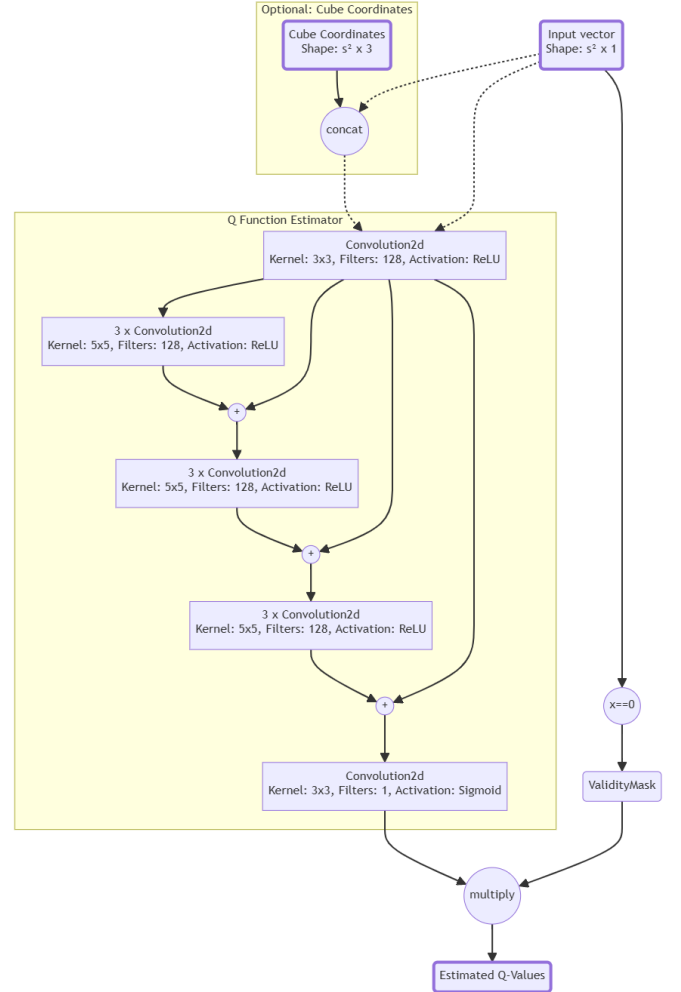 Optional: Cube Coordinates
Cube Coordinates
Shape: s² x 3
Input vector
Shape: s² x 1
concat
Q Function Estimator
Convolution2d
Kernel: 3x3, Filters: 128, Activation: ReLU
3 x Convolution2d
Kernel: 5x5, Filters: 128, Activation: ReLU
+
3 x Convolution2d
Kernel: 5x5, Filters: 128, Activation: ReLU
+
3 x Convolution2d
Kernel: 5x5, Filters: 128, Activation: ReLU
+
x==0
Convolution2d
Kernel: 3x3, Filters: 1, Activation: Sigmoid
ValidityMask
multiply
Estimated Q-Values